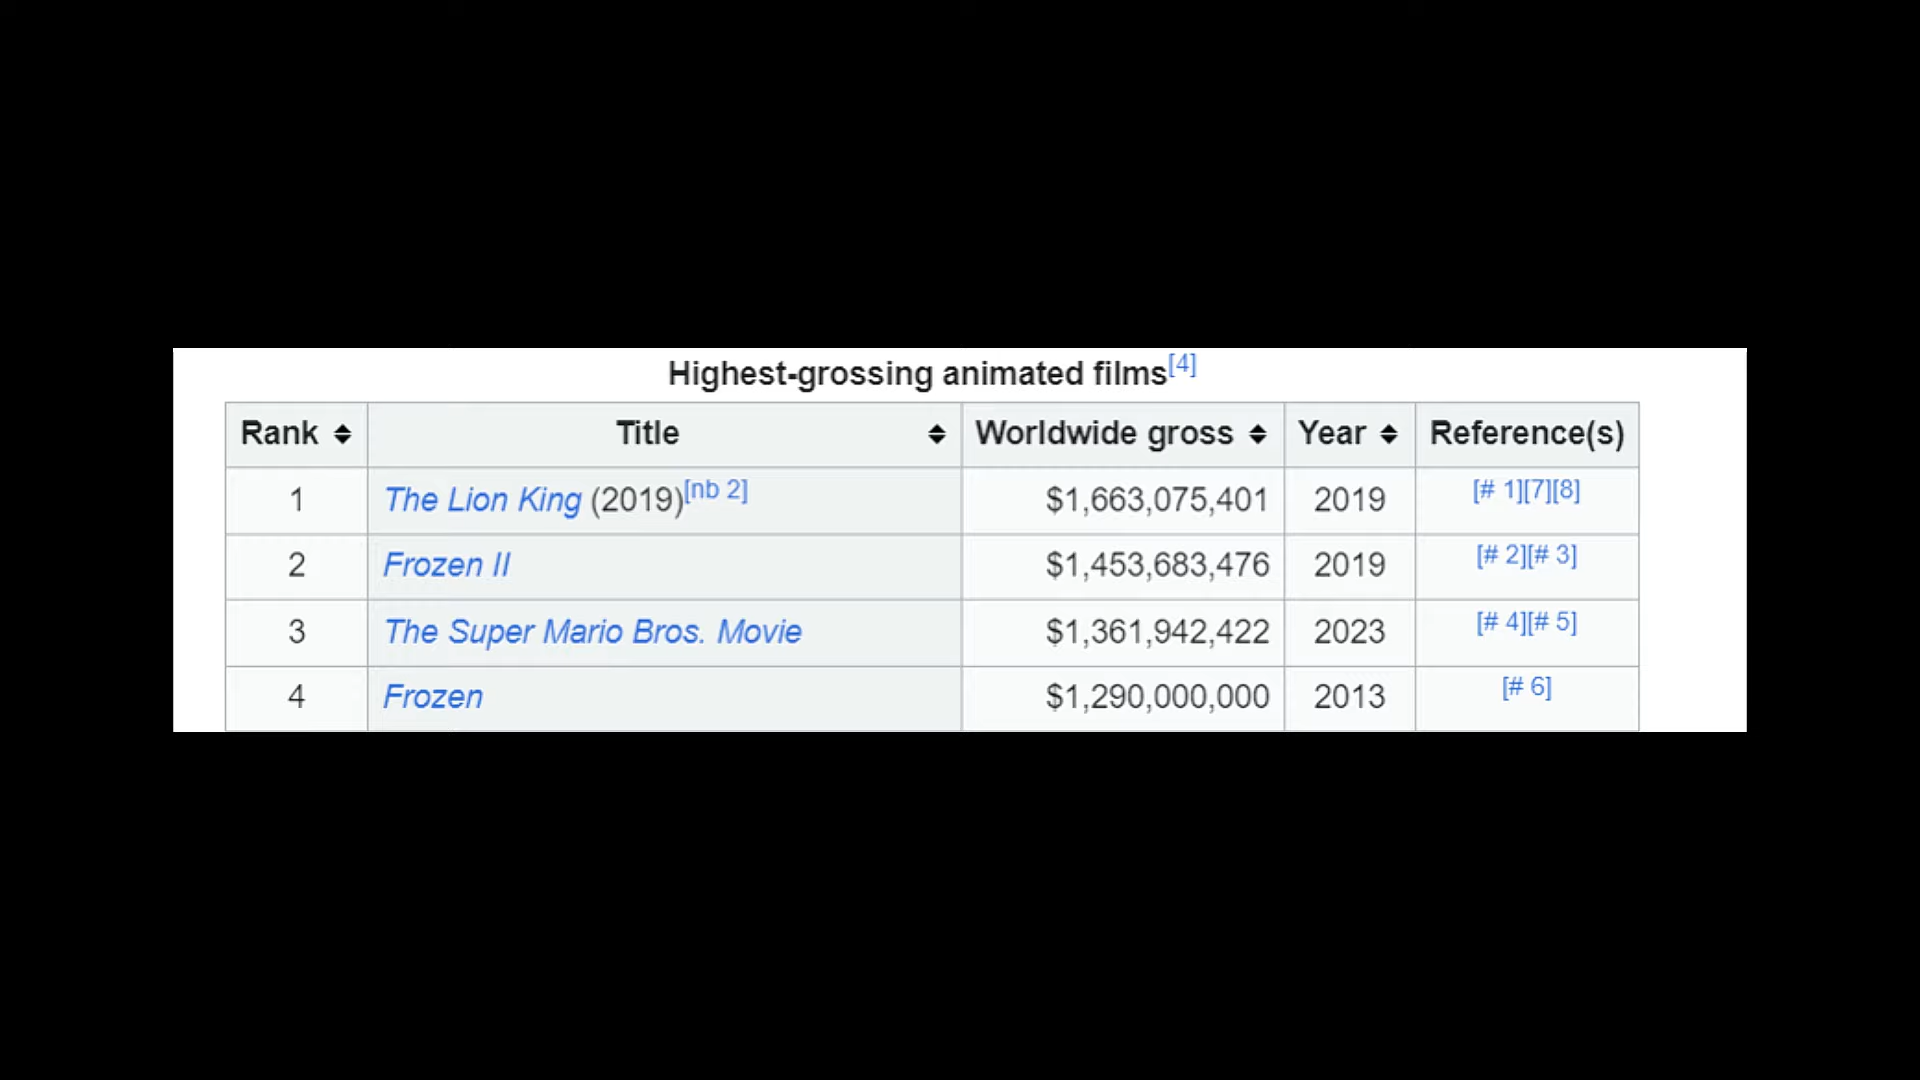 Highest-grossing animated films[4]
Rank Title Worldwide gross Year Reference(s)
1 The Lion King (2019)[nb 2] $1,663,075,401 2019 [# 1][7][8]
2 Frozen II $1,453,683,476 2019 [# 2][# 3]
3 The Super Mario Bros. Movie $1,361,942,422 2023 [# 4][# 5]
4 Frozen $1,290,000,000 2013 [# 6]